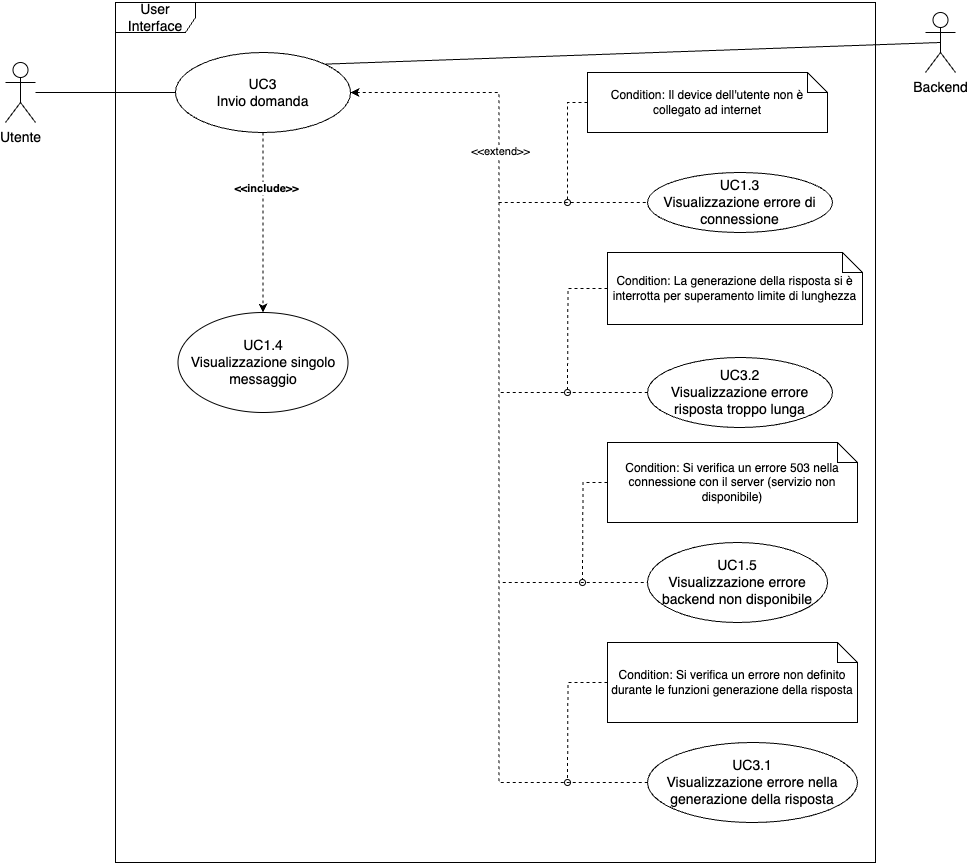 User
Interface
Utente
Backend
UC3
Invio domanda
<<include>>
UC1.4
Visualizzazione singolo
messaggio
<<extend>>
Condition: Il device dell'utente non è
collegato ad internet
UC1.3
Visualizzazione errore di
connessione
Condition: La generazione della risposta si è
interrotta per superamento limite di lunghezza
UC3.2
Visualizzazione errore
risposta troppo lunga
Condition: Si verifica un errore 503 nella
connessione con il server (servizio non
disponibile)
UC1.5
Visualizzazione errore
backend non disponibile
Condition: Si verifica un errore non definito
durante le funzioni generazione della risposta
UC3.1
Visualizzazione errore nella
generazione della risposta